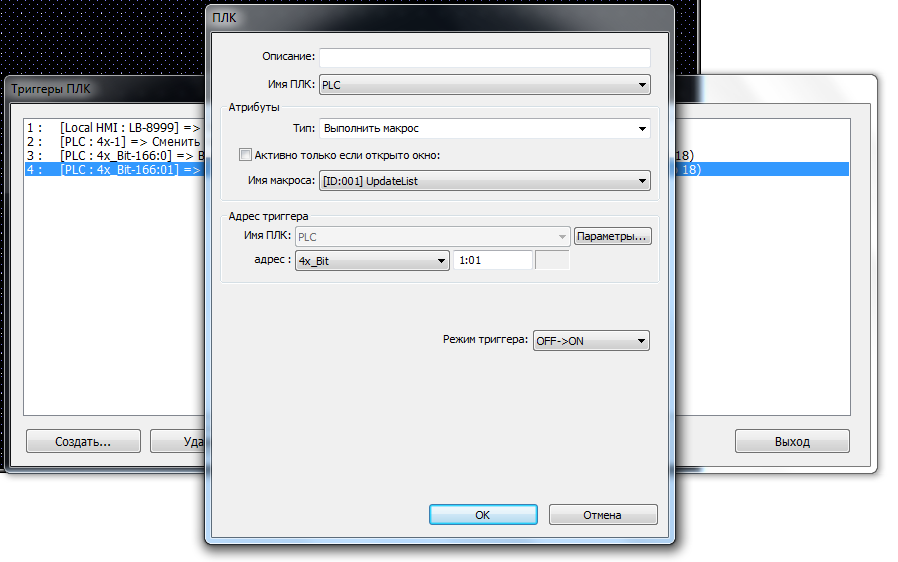 ПЛК
Описание:
Имя ПЛК: PLC
Атрибуты
Тип: Выполнить макрос
Активно только если открыто окно:
Имя макроса: [ID:001] UpdateList
Адрес триггера
Имя ПЛК: PLC Параметры...
адрес : 4x_Bit 1:01
Режим триггера: OFF->ON
OK Отмена
Триггеры ПЛК
1 : [Local HMI : LB-8999] =>
2 : [PLC : 4x-1] => Сменить
3 : [PLC : 4x_Bit-166:0] => В 18)
4 : [PLC : 4x_Bit-166:01] => 18)
Создать... Уда Выход